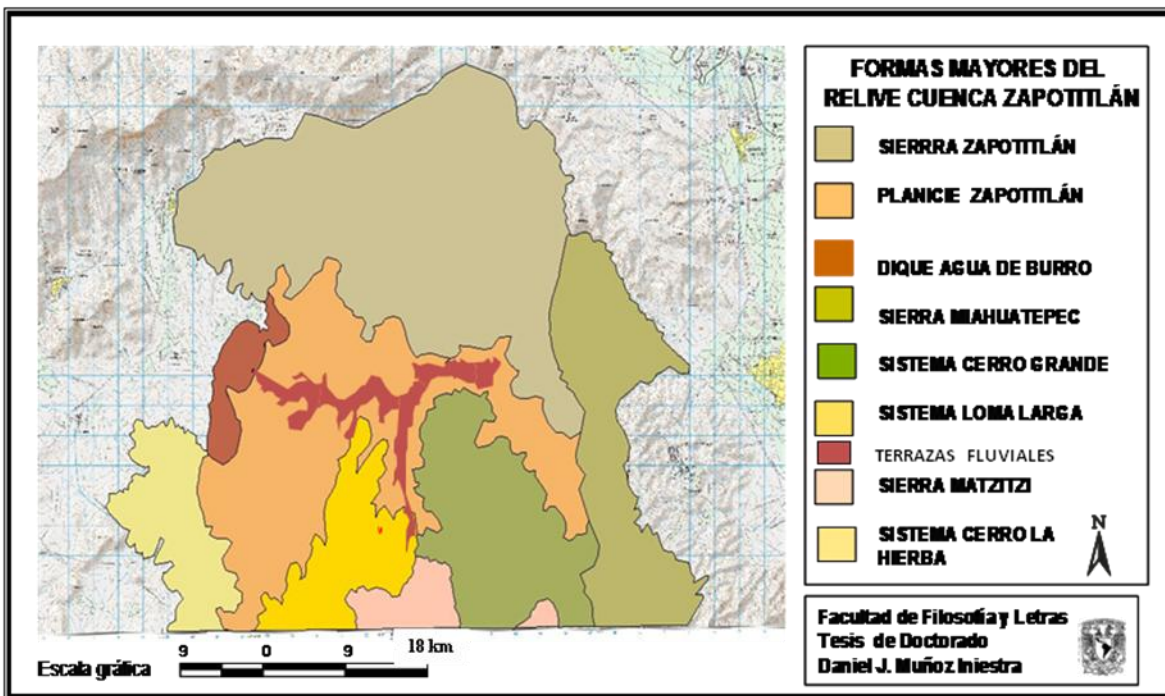 FORMAS MAYORES DEL
RELIVE CUENCA ZAPOTITLÁN
SIERRRA ZAPOTITLÁN
PLANICIE ZAPOTITLÁN
DIQUE AGUA DE BURRO
SIERRA MIAHUATEPEC
SISTEMA CERRO GRANDE
SISTEMA LOMA LARGA
TERRAZAS FLUVIALES
SIERRA MATZITZI
SISTEMA CERRO LA
HIERBA
N
Facultad de Filosofía y Letras
Tesis de Doctorado
Daniel J. Muñoz Iniestra
Escala gráfica
9 0 9 18 km